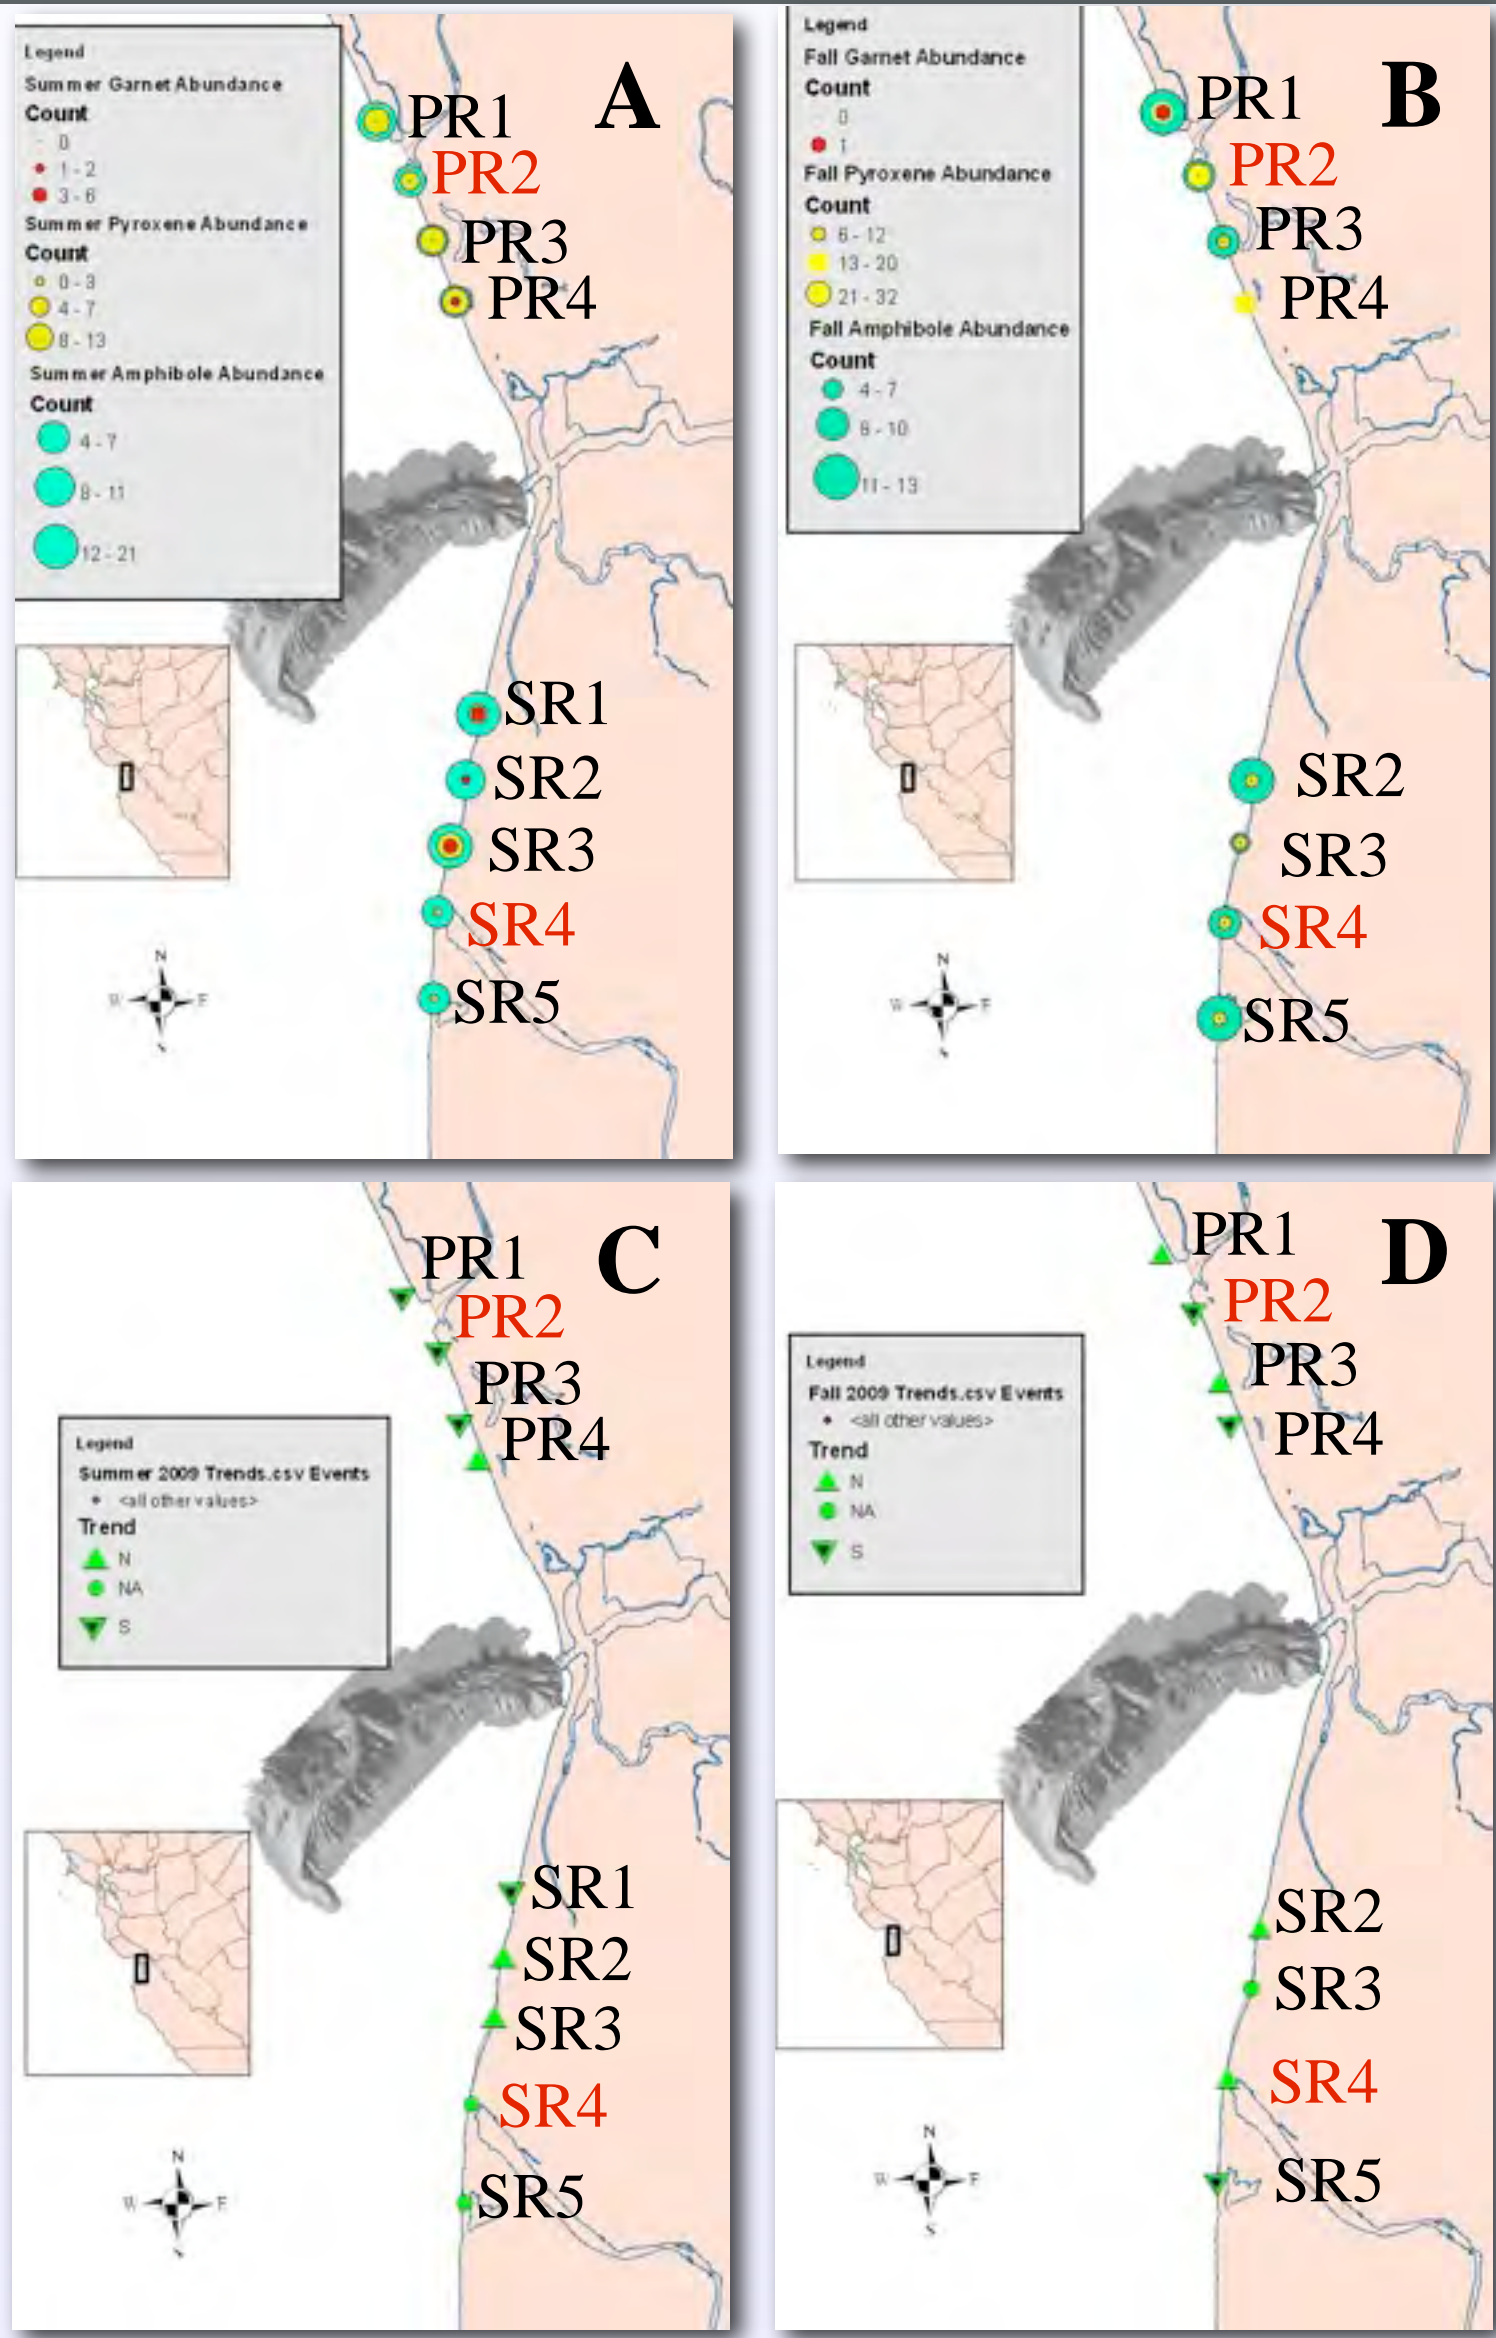 Legend
Summer Garnet Abundance
Count
0
1 - 2
3 - 6
Summer Pyroxene Abundance
Count
0 - 3
4 - 7
8 - 13
Summer Amphibole Abundance
Count
4 - 7
8 - 11
12 - 21
A
PR1
PR2
PR3
PR4
SR1
SR2
SR3
SR4
SR5
N
W
E
Legend
Fall Garnet Abundance
Count
0
1
Fall Pyroxene Abundance
Count
6 - 12
13 - 20
21 - 32
Fall Amphibole Abundance
Count
4 - 7
8 - 10
11 - 13
B
PR1
PR2
PR3
PR4
SR2
SR3
SR4
SR5
N
W
E
C
PR1
PR2
PR3
PR4
Legend
Summer 2009 Trends.csv Events
<all other values>
Trend
N
NA
S
SR1
SR2
SR3
SR4
SR5
N
W
E
D
PR1
PR2
PR3
PR4
Legend
Fall 2009 Trends.csv Events
<all other values>
Trend
N
NA
S
SR2
SR3
SR4
SR5
N
W
E
S